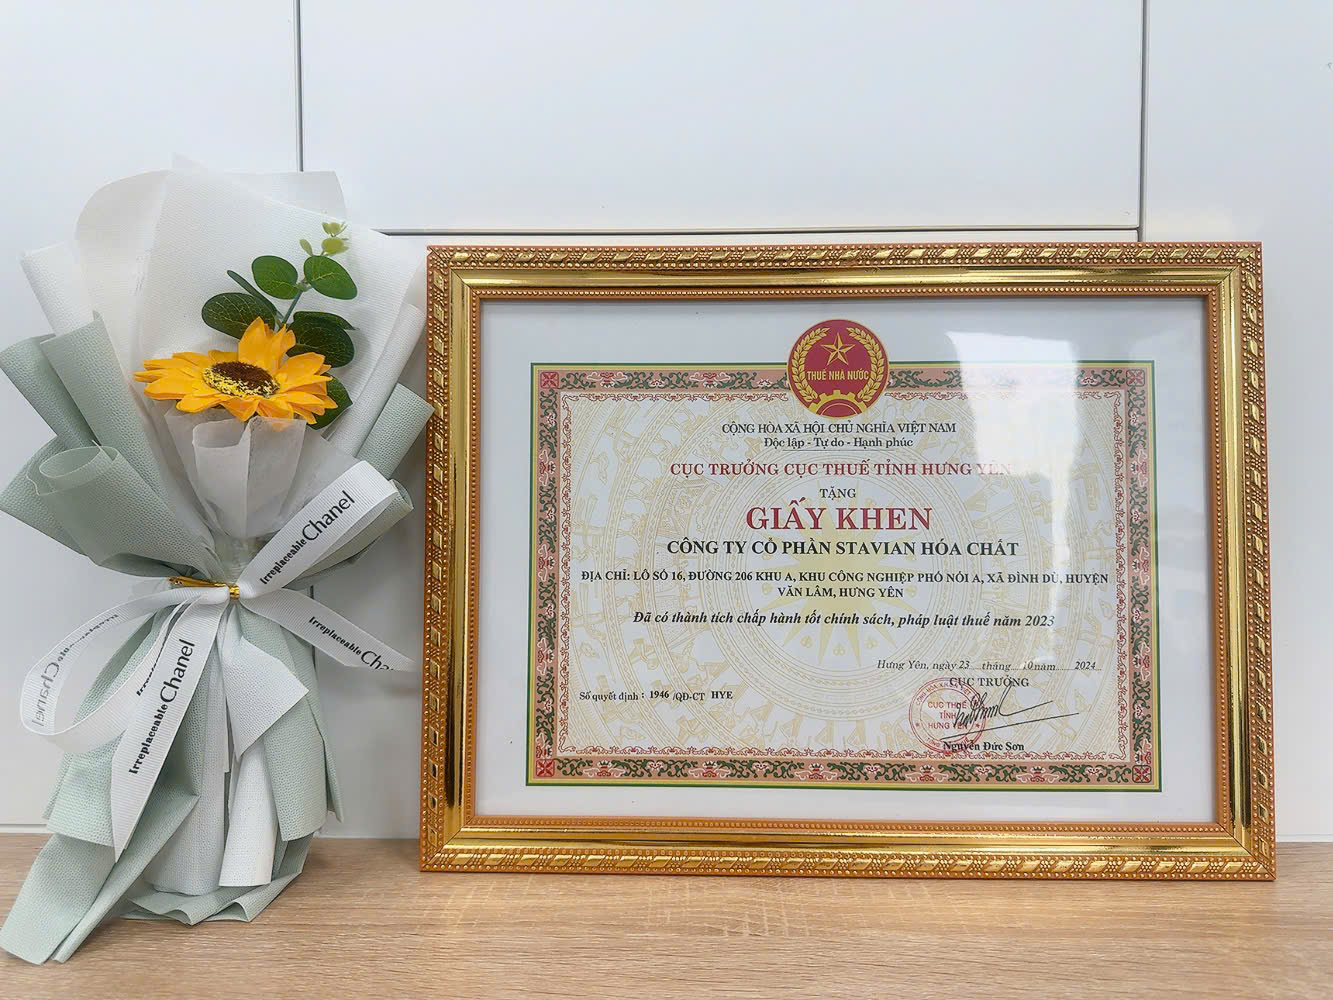 THUẾ NHÀ NƯỚC
CỘNG HÒA XÃ HỘI CHỦ NGHĨA VIỆT NAM
Độc lập - Tự do - Hạnh phúc
CỤC TRƯỞNG CỤC THUẾ TỈNH HƯNG YÊN
TẶNG
GIẤY KHEN
CÔNG TY CỔ PHẦN STAVIAN HÓA CHẤT
ĐỊA CHỈ: LÔ SỐ 16, ĐƯỜNG 206 KHU A, KHU CÔNG NGHIỆP PHỐ NỐI A, XÃ ĐÌNH DÙ, HUYỆN
VĂN LÂM, HƯNG YÊN
Đã có thành tích chấp hành tốt chính sách, pháp luật thuế năm 2023
Hưng Yên, ngày 23 tháng 10 năm 2024
CỤC TRƯỞNG
Số quyết định : 1946 /QĐ-CT HYE
CỤC THUẾ
TỈNH
HƯNG YÊN
Nguyễn Đức Sơn
Irreplaceable Chanel
Irreplaceable Cha
Irreplaceable Chanel
Chanel